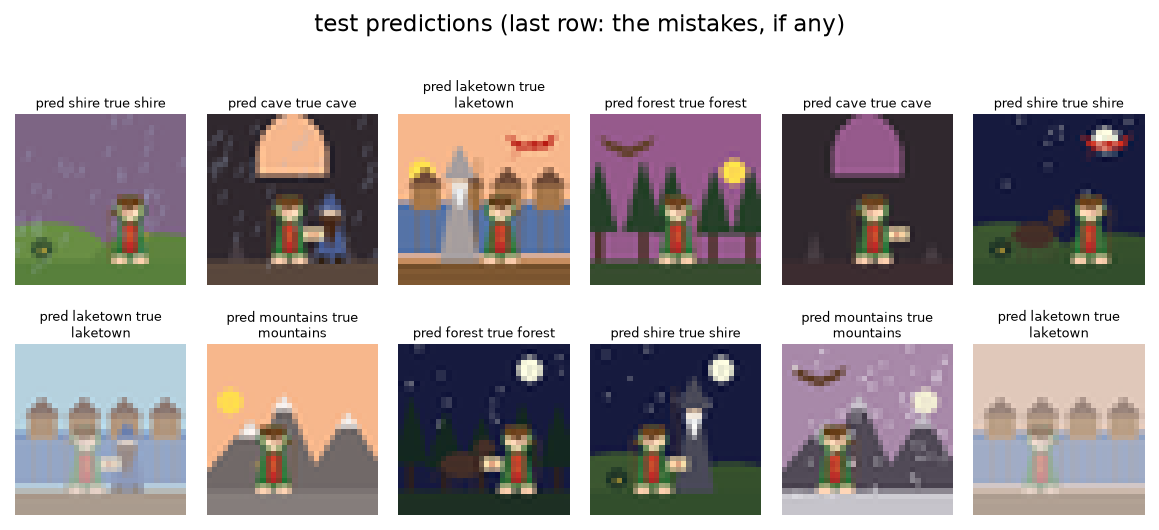 test predictions (last row: the mistakes, if any)
pred shire true shire
pred cave true cave
pred laketown true
laketown
pred forest true forest
pred cave true cave
pred shire true shire
pred laketown true
laketown
pred mountains true
mountains
pred forest true forest
pred shire true shire
pred mountains true
mountains
pred laketown true
laketown